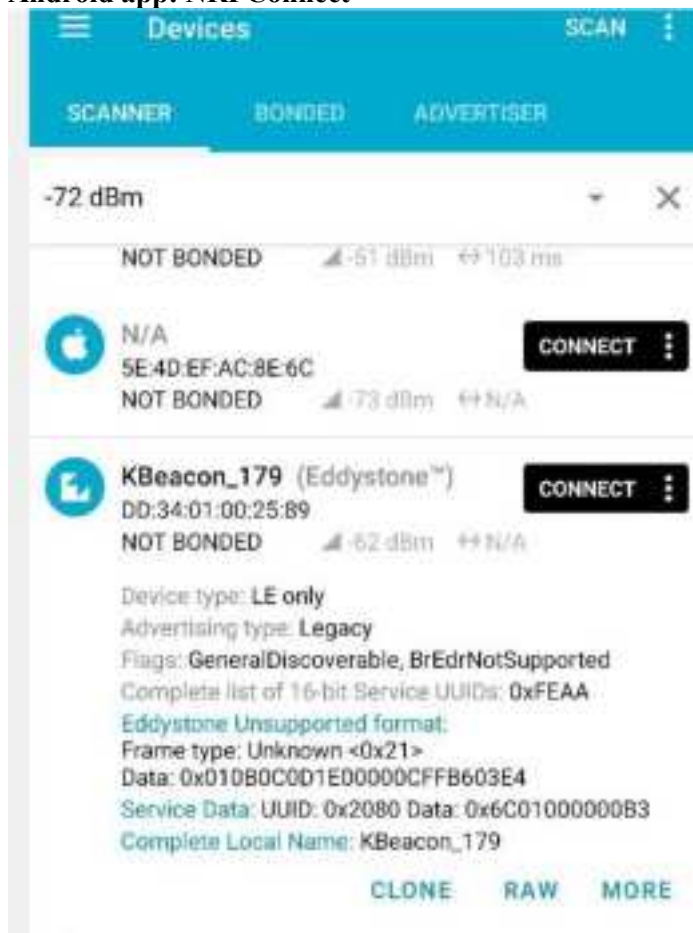 Android app: NRF Connect
Devices SCAN
SCANNER BONDED ADVERTISER
-72 dBm
NOT BONDED -51 dBm 103 ms
N/A CONNECT
5E:4D:EF:AC:8E:6C
NOT BONDED -73 dBm N/A
KBeacon_179 (Eddystone™) CONNECT
DD:34:01:00:25:89
NOT BONDED -62 dBm N/A
Device type: LE only
Advertising type: Legacy
Flags: GeneralDiscoverable, BrEdrNotSupported
Complete list of 16-bit Service UUIDs: 0xFEAA
Eddystone Unsupported format:
Frame type: Unknown <0x21>
Data: 0x010B0C0D1E00000CFFB603E4
Service Data: UUID: 0x2080 Data: 0x6C01000000B3
Complete Local Name: KBeacon_179
CLONE RAW MORE